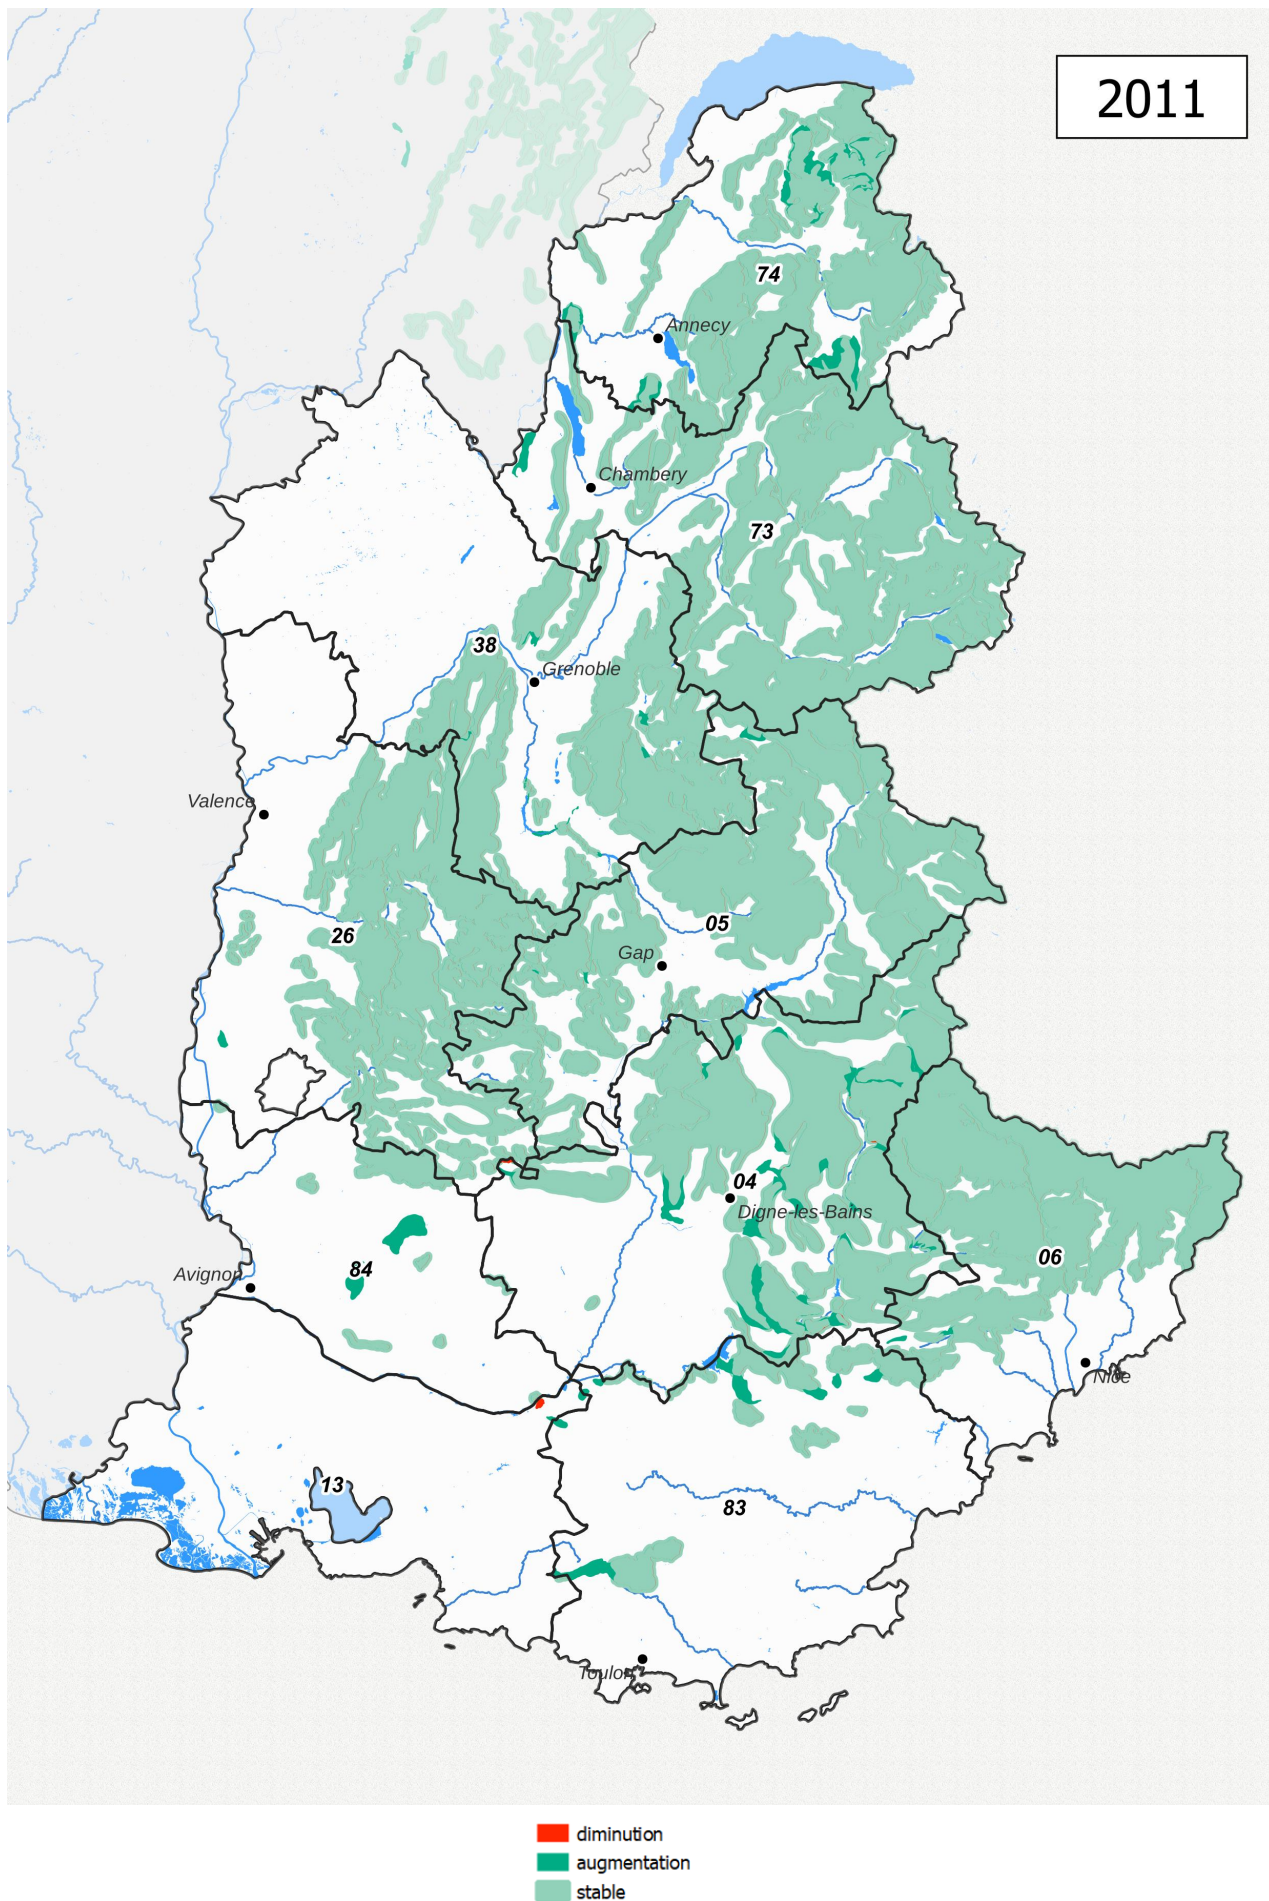 2011
74
Annecy
Chambery
73
38
Grenoble
Valence
26
05
Gap
04
Digne-les-Bains
06
84
Avignon
Nice
13
83
Toulon
diminution
augmentation
stable